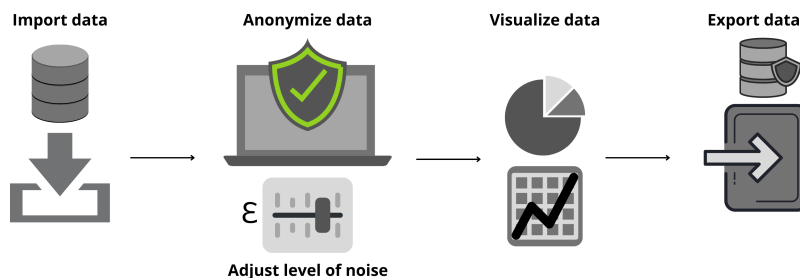 Import data
Anonymize data
Visualize data
Export data
ε
Adjust level of noise